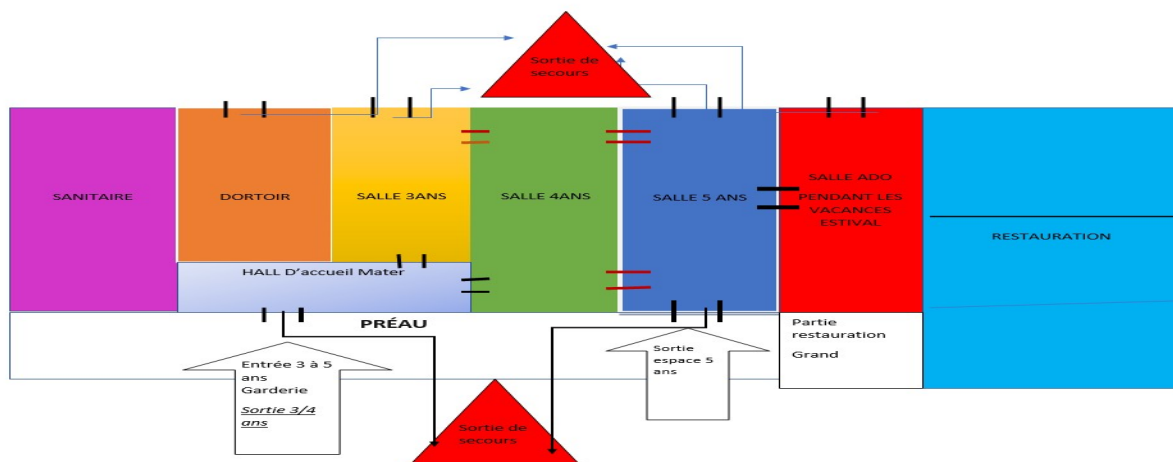 Sortie de
secours
SANITAIRE
DORTOIR
SALLE 3ANS
SALLE 4ANS
SALLE 5 ANS
SALLE ADO
PENDANT LES
VACANCES
ESTIVAL
RESTAURATION
HALL D'accueil Mater
PRÉAU
Entrée 3 à 5
ans
Garderie
Sortie 3/4
ans
Sortie
espace 5
ans
Partie
restauration
Grand
Sortie de
secours